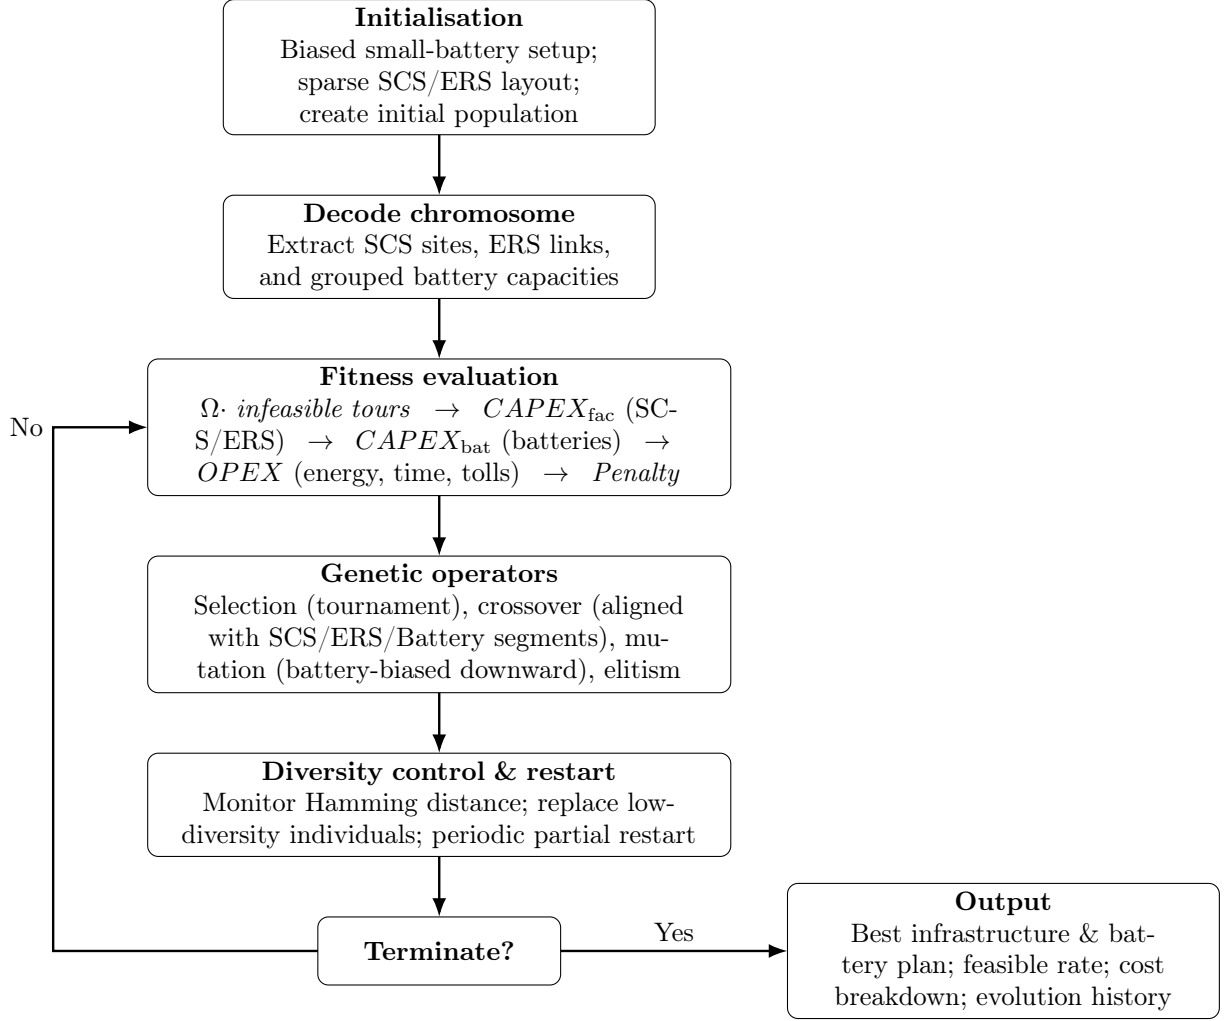 Initialisation
Biased small-battery setup;
sparse SCS/ERS layout;
create initial population
Decode chromosome
Extract SCS sites, ERS links,
and grouped battery capacities
Fitness evaluation
Ω· infeasible tours → CAPEX_fac (SC-
S/ERS) → CAPEX_bat (batteries) →
OPEX (energy, time, tolls) → Penalty
No
Genetic operators
Selection (tournament), crossover (aligned
with SCS/ERS/Battery segments), mu-
tation (battery-biased downward), elitism
Diversity control & restart
Monitor Hamming distance; replace low-
diversity individuals; periodic partial restart
Terminate?
Yes
Output
Best infrastructure & bat-
tery plan; feasible rate; cost
breakdown; evolution history